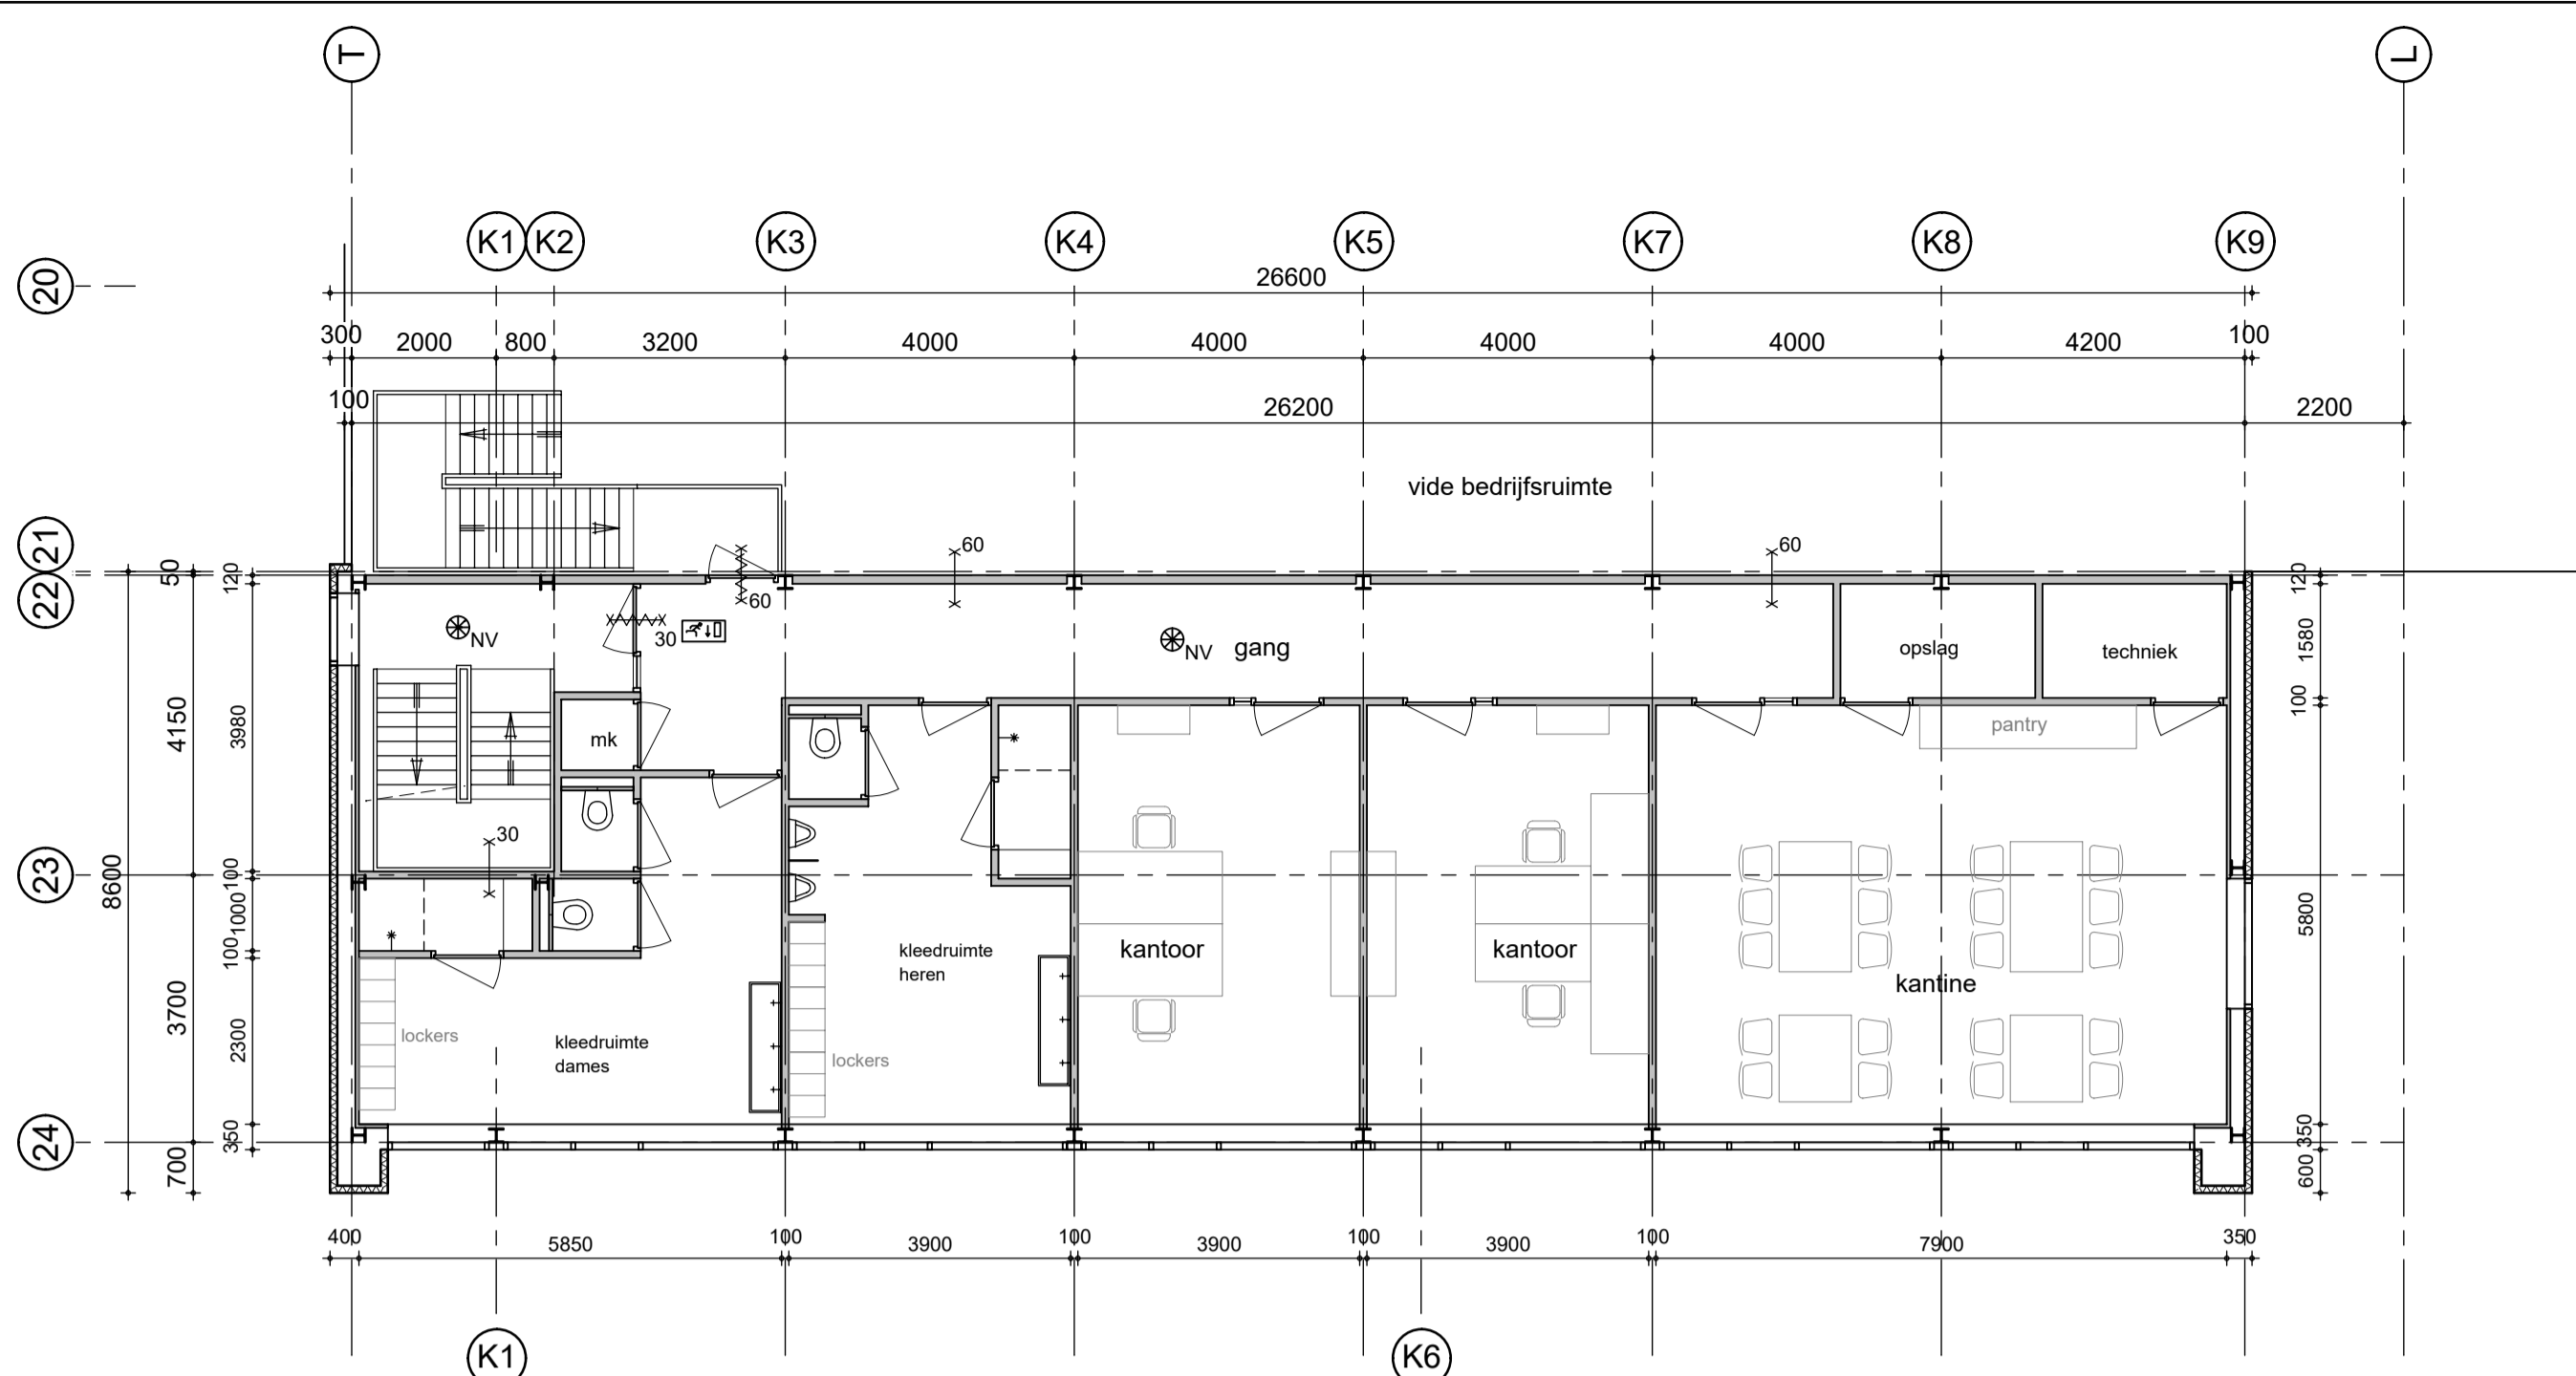 T
L
K1
K2
K3
K4
K5
K7
K8
K9
20
26600
300
2000
800
3200
4000
4000
4000
4000
4200
100
100
26200
2200
vide bedrijfsruimte
21
22
50
120
60
60
60
120
NV
30
NV
gang
opslag
techniek
1580
100
4150
3980
mk
pantry
30
23
8600
100
1000
100
5800
kleedruimte
heren
kantoor
kantoor
kantine
3700
2300
lockers
kleedruimte
dames
lockers
24
350
700
350
600
400
5850
100
3900
100
3900
100
3900
100
7900
350
K1
K6